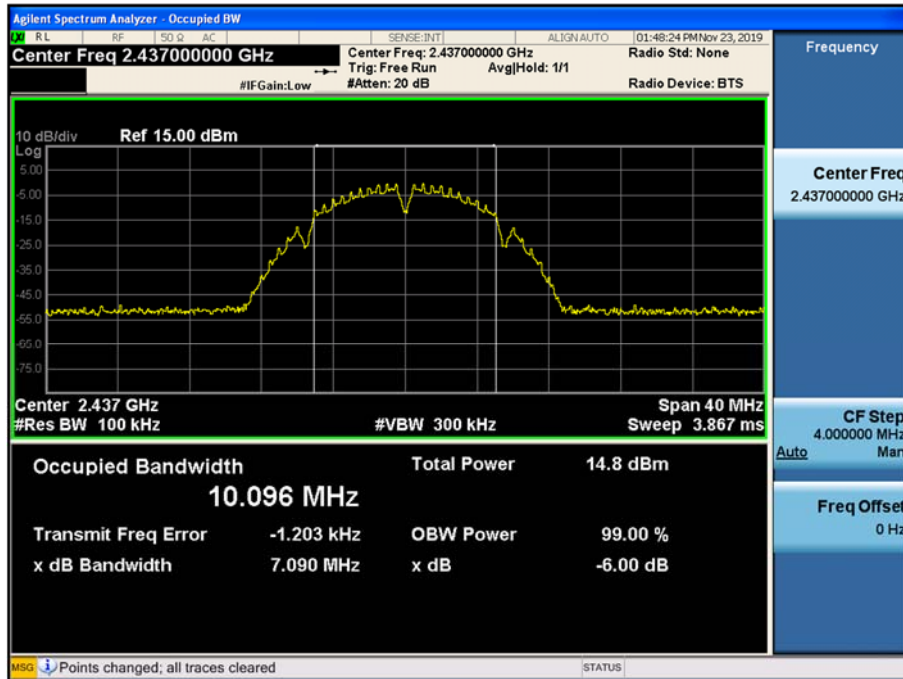 Agilent Spectrum Analyzer - Occupied BW
LXI RL RF 50 Ω AC SENSE:INT ALIGN AUTO 01:48:24 PM Nov 23, 2019
Center Freq 2.437000000 GHz
Center Freq: 2.437000000 GHz
Radio Std: None
Trig: Free Run Avg|Hold: 1/1
#IFGain:Low #Atten: 20 dB Radio Device: BTS
10 dB/div Ref 15.00 dBm
Log
5.00
-5.00
-15.0
-25.0
-35.0
-45.0
-55.0
-65.0
-75.0
Center 2.437 GHz Span 40 MHz
#Res BW 100 kHz #VBW 300 kHz Sweep 3.867 ms
Occupied Bandwidth Total Power 14.8 dBm
10.096 MHz
Transmit Freq Error -1.203 kHz OBW Power 99.00 %
x dB Bandwidth 7.090 MHz x dB -6.00 dB
MSG Points changed; all traces cleared STATUS
Frequency
Center Freq
2.437000000 GHz
CF Step
4.000000 MHz
Auto Man
Freq Offset
0 Hz